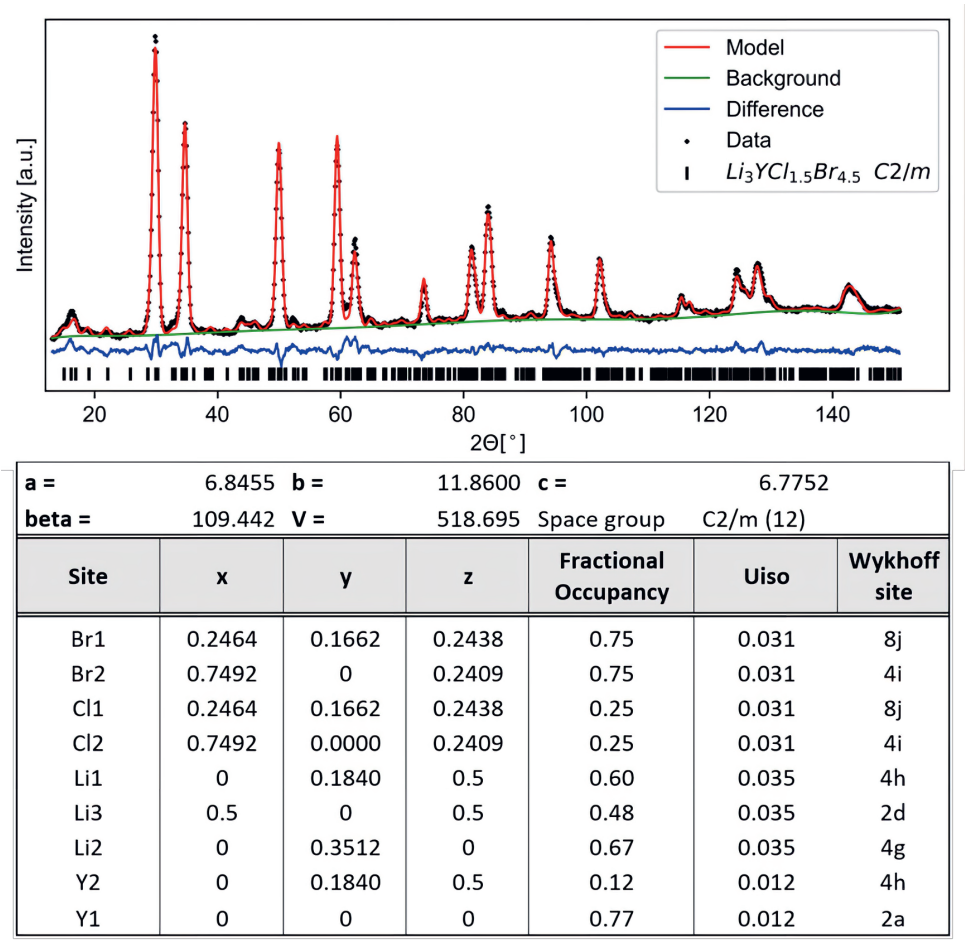 Model
Background
Difference
Data
Li3YCl1.5Br4.5 C2/m
Intensity [a.u.]
20 40 60 80 100 120 140
2Θ[°]
a = 6.8455 b = 11.8600 c = 6.7752
beta = 109.442 V = 518.695 Space group C2/m (12)
Site x y z Fractional Occupancy Uiso Wykhoff site
Br1 0.2464 0.1662 0.2438 0.75 0.031 8j
Br2 0.7492 0 0.2409 0.75 0.031 4i
Cl1 0.2464 0.1662 0.2438 0.25 0.031 8j
Cl2 0.7492 0.0000 0.2409 0.25 0.031 4i
Li1 0 0.1840 0.5 0.60 0.035 4h
Li3 0.5 0 0.5 0.48 0.035 2d
Li2 0 0.3512 0 0.67 0.035 4g
Y2 0 0.1840 0.5 0.12 0.012 4h
Y1 0 0 0 0.77 0.012 2a